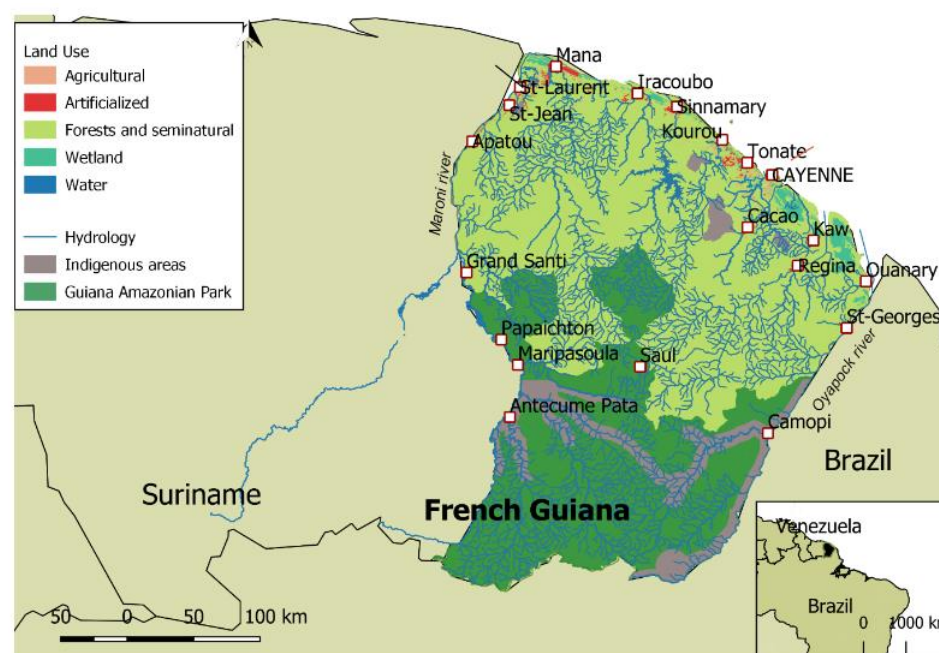 Land Use
Agricultural
Artificialized
Forests and seminatural
Wetland
Water
Hydrology
Indigenous areas
Guiana Amazonian Park
Mana
St-Laurent
Iracoubo
St-Jean
Sinnamary
Kourou
Apatou
Tonate
CAYENNE
Maroni river
Cacao
Kaw
Grand Santi
Regina
Ouanary
St-Georges
Papaichton
Maripasoula
Saul
Oyapock river
Antecume Pata
Camopi
Brazil
Suriname
French Guiana
Venezuela
Brazil
50 0 50 100 km
0 1000 km